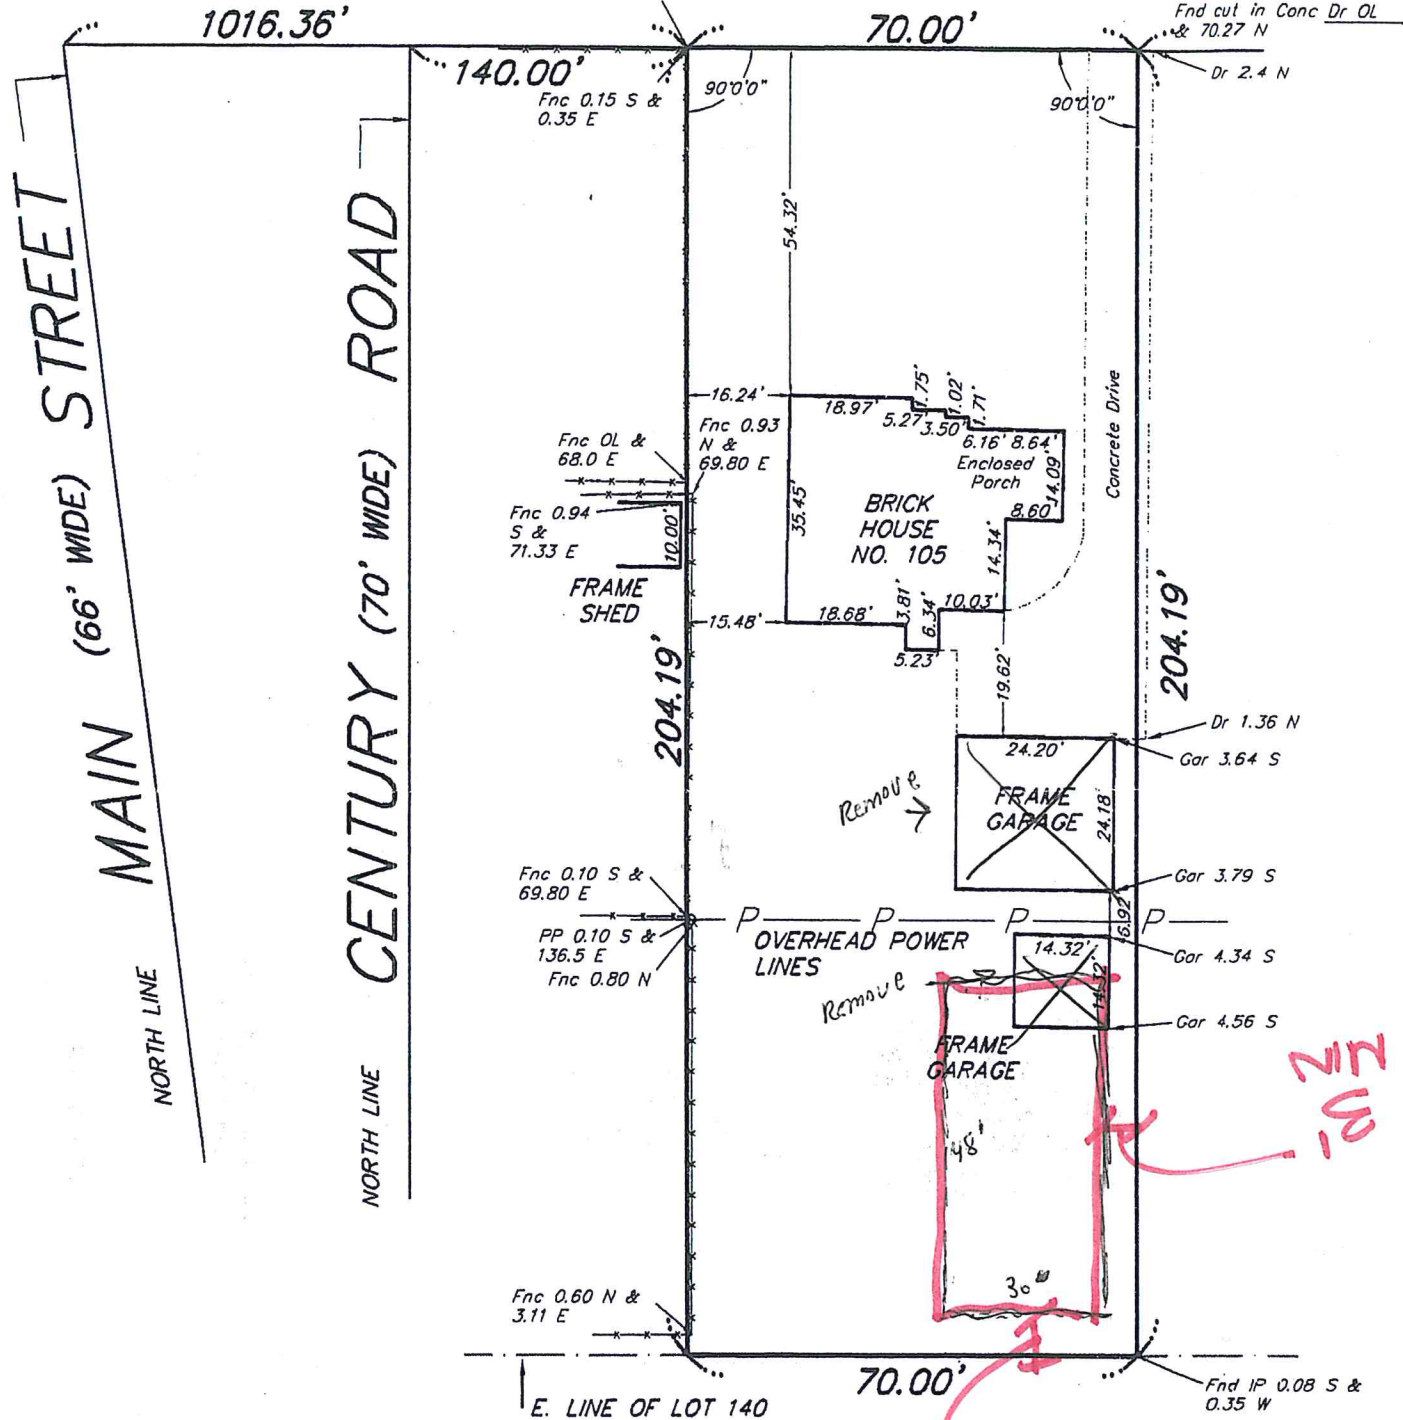 1016.36'
70.00'
Fnd cut in Conc Dr OL
& 70.27 N
140.00'
Dr 2.4 N
Fnc 0.15 S &
0.35 E
90°0'0"
90°0'0"
MAIN (66' WIDE) STREET
NORTH LINE
CENTURY (70' WIDE) ROAD
NORTH LINE
54.32'
Concrete Drive
16.24'
18.97'
1.75'
5.27'
1.02'
3.50'
1.71'
6.16'
8.64'
Enclosed
Porch
14.09'
Fnc OL &
68.0 E
Fnc 0.93
N &
69.80 E
Fnc 0.94
S &
71.33 E
10.00'
FRAME
SHED
35.45'
BRICK
HOUSE
NO. 105
8.60'
14.34'
15.48'
18.68'
3.81'
6.34'
10.03'
5.23'
19.62'
204.19'
204.19'
Dr 1.36 N
Gar 3.64 S
24.20'
Remove
FRAME
GARAGE
24.18'
Gar 3.79 S
Fnc 0.10 S &
69.80 E
PP 0.10 S &
136.5 E
Fnc 0.80 N
P P P P
6.92'
OVERHEAD POWER
LINES
14.32'
14.32'
Gar 4.34 S
Remove
Gar 4.56 S
FRAME
GARAGE
48'
30"
Fnc 0.60 N &
3.11 E
70.00'
E. LINE OF LOT 140
Fnd IP 0.08 S &
0.35 W